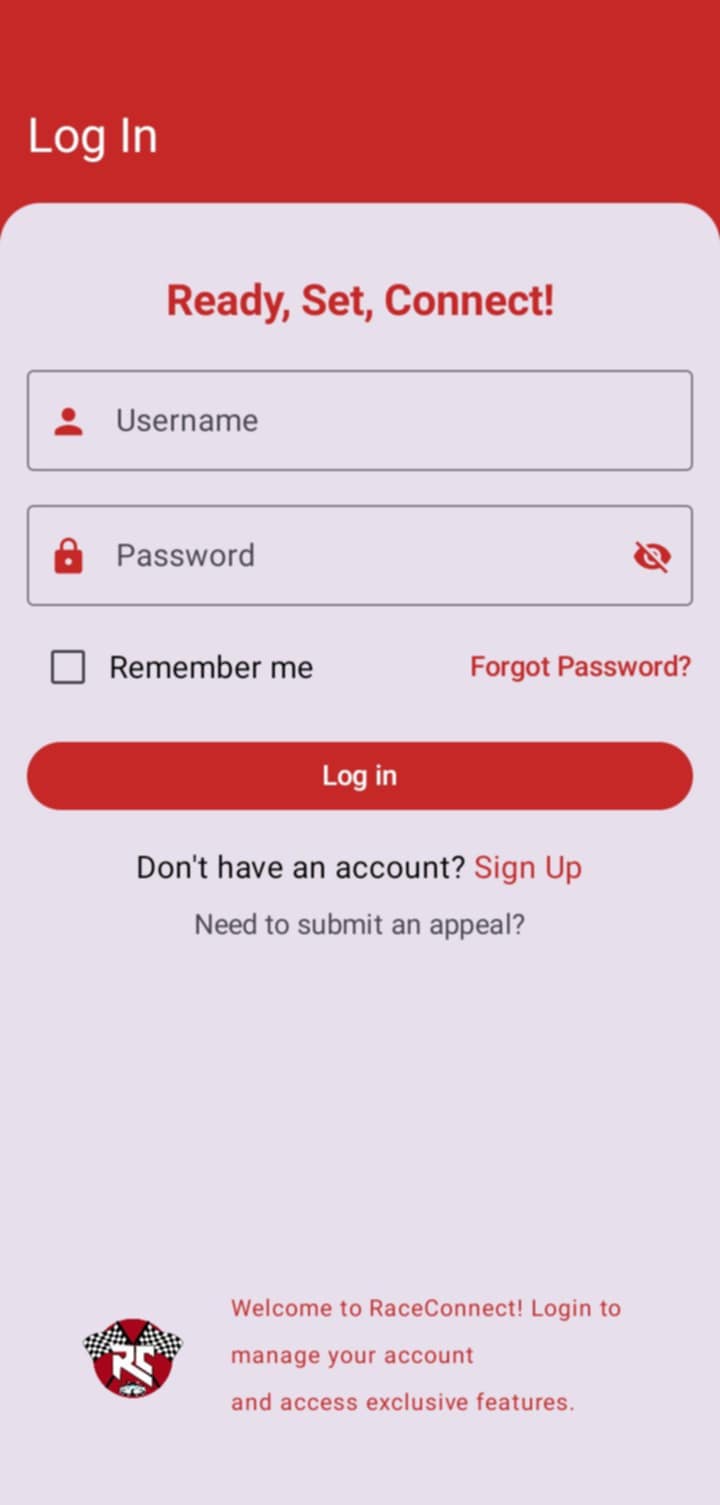 Log In
Ready, Set, Connect!
Username
Password
Remember me
Forgot Password?
Log in
Don't have an account? Sign Up
Need to submit an appeal?
Welcome to RaceConnect! Login to
manage your account
and access exclusive features.
RC